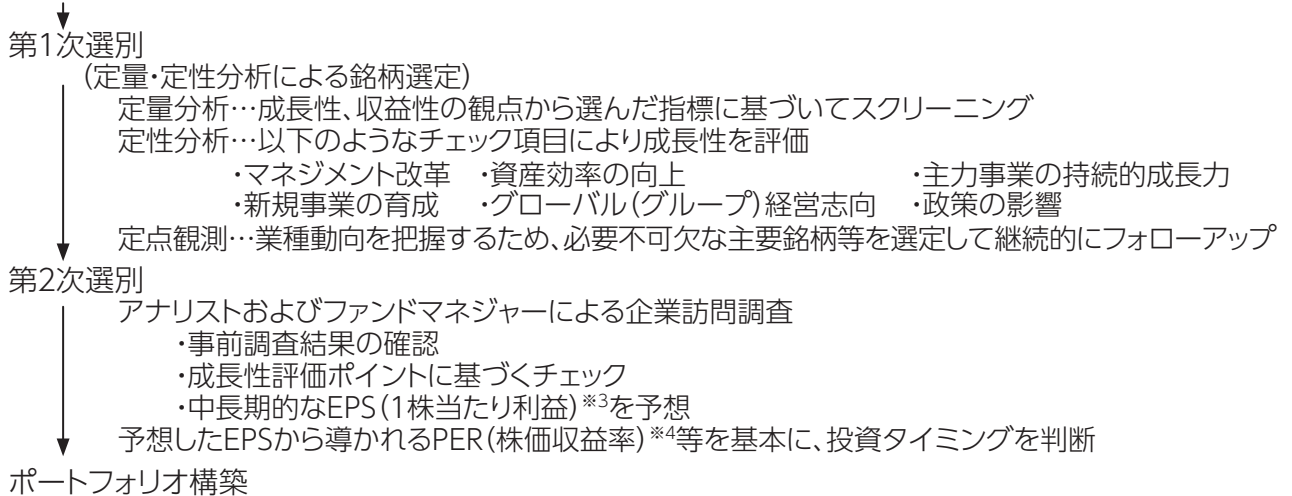 第1次選別
(定量・定性分析による銘柄選定)
定量分析…成長性、収益性の観点から選んだ指標に基づいてスクリーニング
定性分析…以下のようなチェック項目により成長性を評価
・マネジメント改革 ・資産効率の向上 ・主力事業の持続的成長力
・新規事業の育成 ・グローバル(グループ)経営志向 ・政策の影響
定点観測…業種動向を把握するため、必要不可欠な主要銘柄等を選定して継続的にフォローアップ
第2次選別
アナリストおよびファンドマネジャーによる企業訪問調査
・事前調査結果の確認
・成長性評価ポイントに基づくチェック
・中長期的なEPS(1株当たり利益)※3を予想
予想したEPSから導かれるPER(株価収益率)※4等を基本に、投資タイミングを判断
ポートフォリオ構築